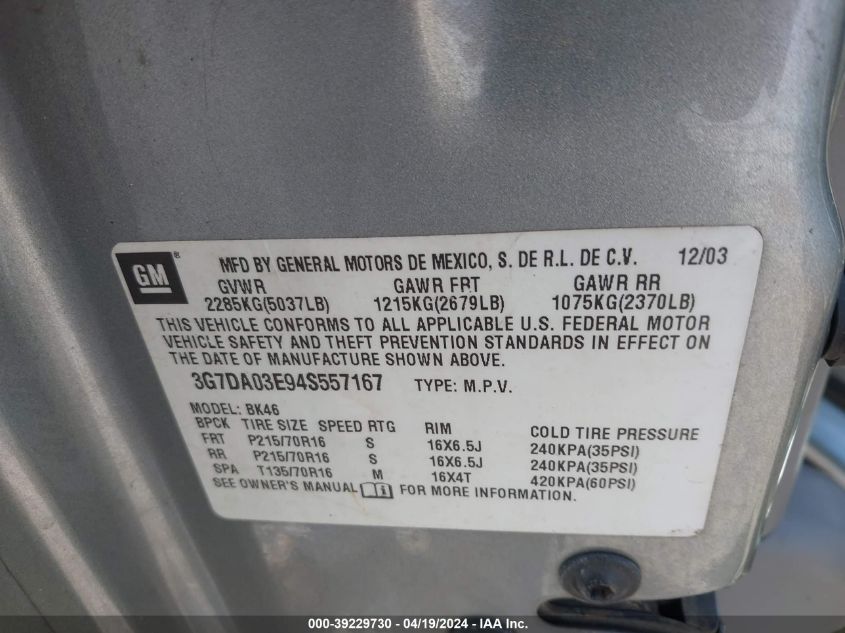 GM® MFD BY GENERAL MOTORS DE MEXICO, S. DE R.L. DE C.V. 12/03
GVWR GAWR FRT GAWR RR
2285KG(5037LB) 1215KG(2679LB) 1075KG(2370LB)
THIS VEHICLE CONFORMS TO ALL APPLICABLE U.S. FEDERAL MOTOR
VEHICLE SAFETY AND THEFT PREVENTION STANDARDS IN EFFECT ON
THE DATE OF MANUFACTURE SHOWN ABOVE.
3G7DA03E94S557167 TYPE: M.P.V.
MODEL: BK46
BPCK TIRE SIZE SPEED RTG RIM COLD TIRE PRESSURE
FRT P215/70R16 S 16X6.5J 240KPA(35PSI)
RR P215/70R16 S 16X6.5J 240KPA(35PSI)
SPA T135/70R16 M 16X4T 420KPA(60PSI)
SEE OWNER'S MANUAL FOR MORE INFORMATION.
000-39229730 - 04/19/2024 - IAA Inc.